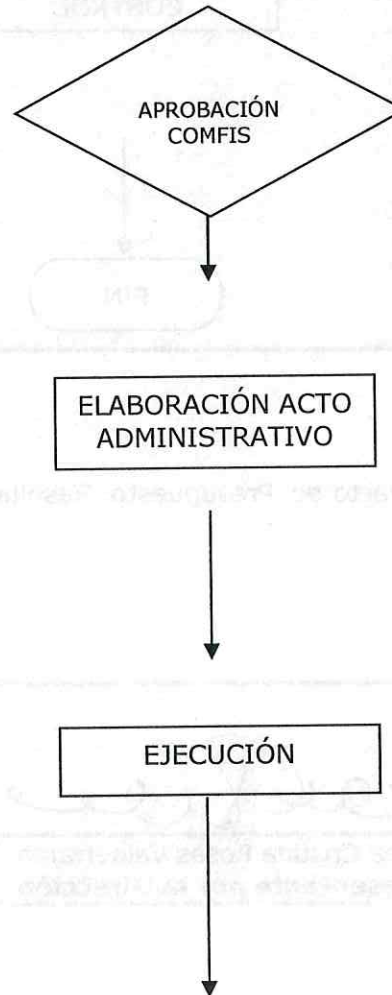 APROBACIÓN
COMFIS
ELABORACIÓN ACTO
ADMINISTRATIVO
EJECUCIÓN